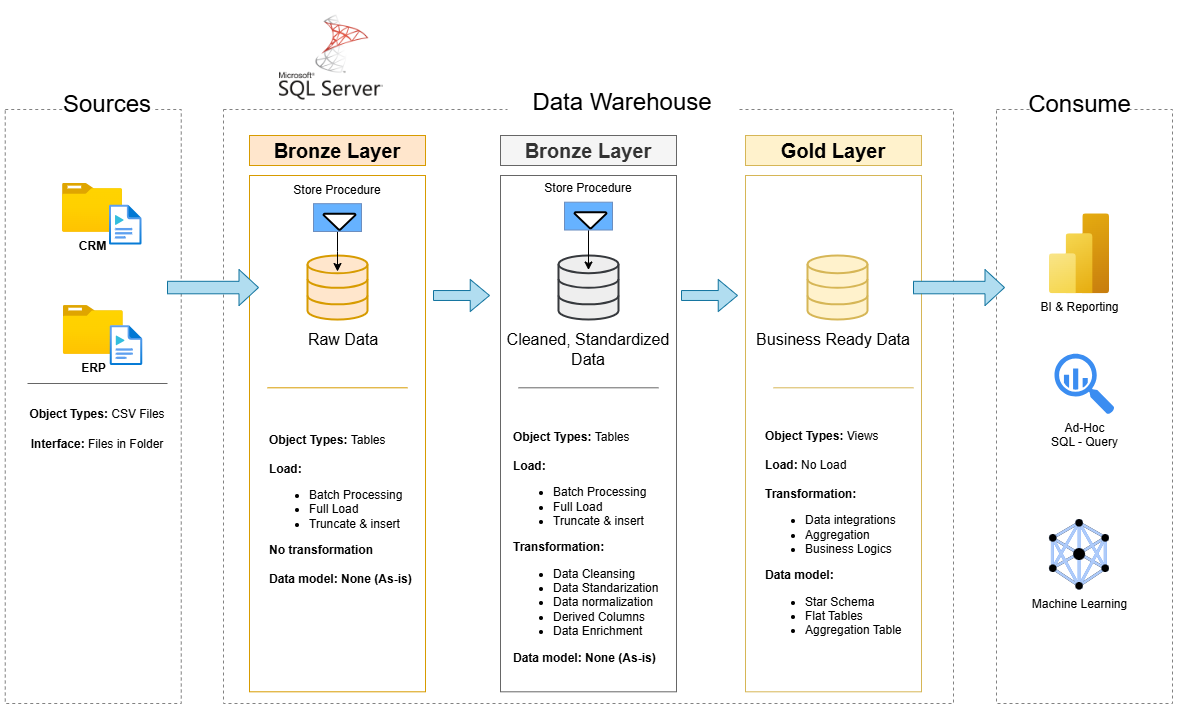 Microsoft®
SQL Server
Sources
Data Warehouse
Consume
CRM
ERP
Object Types: CSV Files
Interface: Files in Folder
Bronze Layer
Store Procedure
Raw Data
Object Types: Tables
Load:
Batch Processing
Full Load
Truncate & insert
No transformation
Data model: None (As-is)
Bronze Layer
Store Procedure
Cleaned, Standardized
Data
Object Types: Tables
Load:
Batch Processing
Full Load
Truncate & insert
Transformation:
Data Cleansing
Data Standarization
Data normalization
Derived Columns
Data Enrichment
Data model: None (As-is)
Gold Layer
Business Ready Data
Object Types: Views
Load: No Load
Transformation:
Data integrations
Aggregation
Business Logics
Data model:
Star Schema
Flat Tables
Aggregation Table
BI & Reporting
Ad-Hoc
SQL - Query
Machine Learning